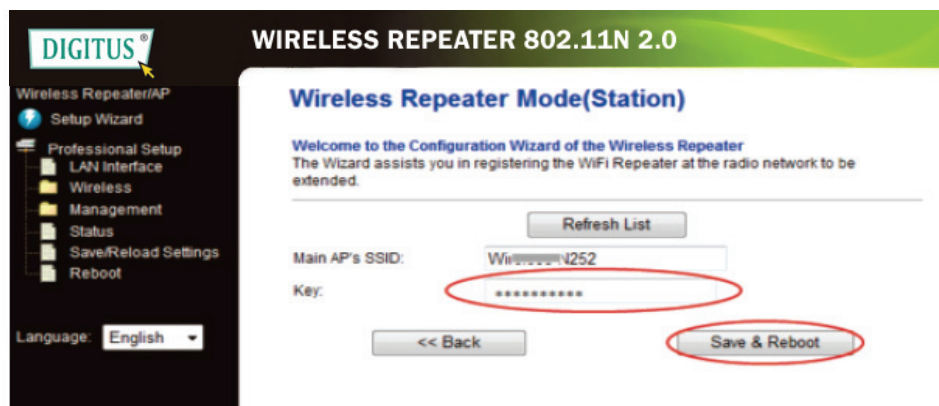 DIGITUS®
WIRELESS REPEATER 802.11N 2.0
Wireless Repeater/AP
Setup Wizard
Professional Setup
LAN Interface
Wireless
Management
Status
Save/Reload Settings
Reboot
Language: English
Wireless Repeater Mode(Station)
Welcome to the Configuration Wizard of the Wireless Repeater
The Wizard assists you in registering the WiFi Repeater at the radio network to be
extended.
Refresh List
Main AP's SSID:
Key: **********
<< Back Save & Reboot